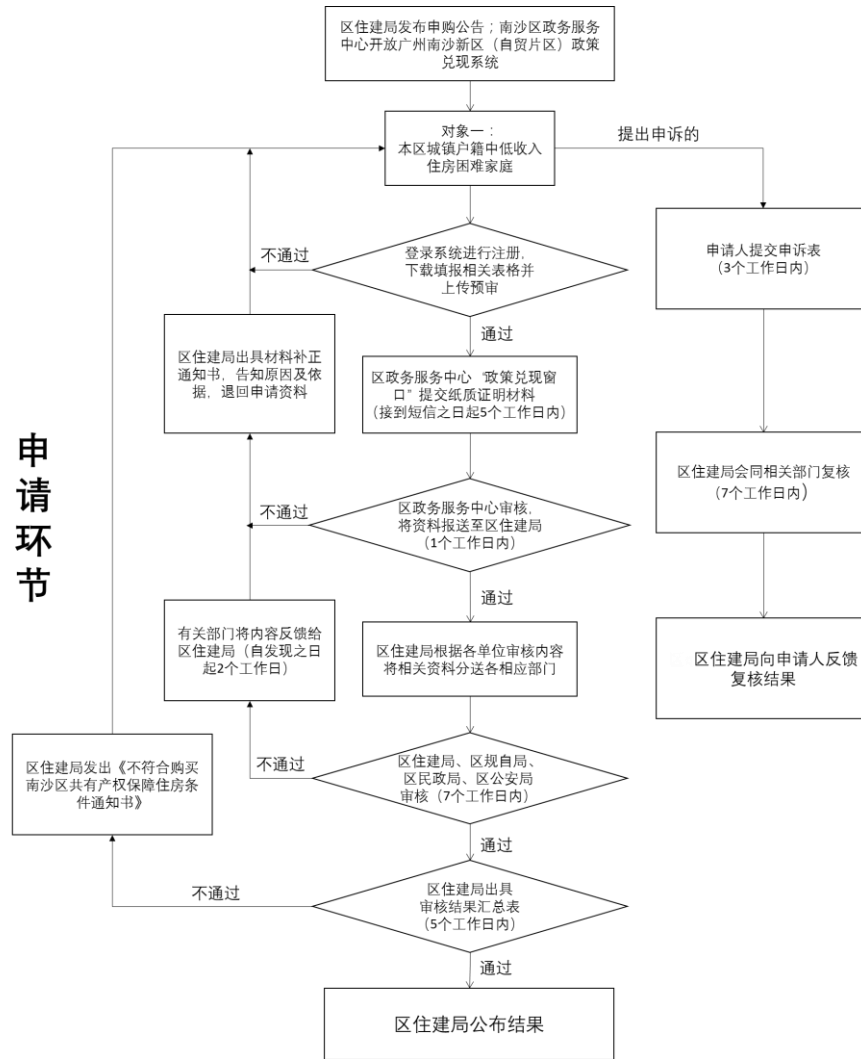 区住建局发布申购公告；南沙区政务服务
中心开放广州南沙新区（自贸片区）政策
兑现系统
对象一：
本区城镇户籍中低收入
住房困难家庭
提出申诉的
申请人提交申诉表
（3个工作日内）
区住建局会同相关部门复核
（7个工作日内）
区住建局向申请人反馈
复核结果
登录系统进行注册，
下载填报相关表格并
上传预审
不通过
通过
区住建局出具材料补正
通知书，告知原因及依
据，退回申请资料
区政务服务中心“政策兑现窗
口”提交纸质证明材料
（接到短信之日起5个工作日内）
申请环节
区政务服务中心审核，
将资料报送至区住建局
（1个工作日内）
不通过
通过
有关部门将内容反馈给
区住建局（自发现之日
起2个工作日）
区住建局根据各单位审核内容
将相关资料分送各相应部门
区住建局、区规自局、
区民政局、区公安局
审核（7个工作日内）
不通过
通过
区住建局发出《不符合购买
南沙区共有产权保障住房条
件通知书》
区住建局出具
审核结果汇总表
（5个工作日内）
不通过
通过
区住建局公布结果